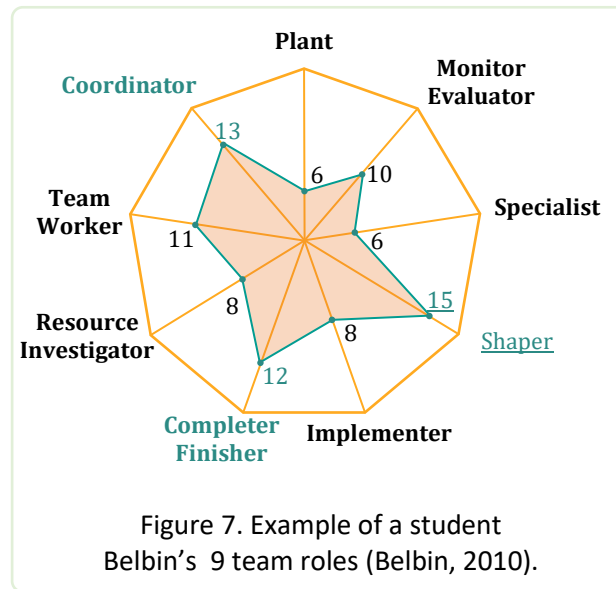 Plant
Coordinator
Monitor
Evaluator
13
6
10
Team
Worker
Specialist
11
6
8
15
Resource
Investigator
8
Shaper
12
Completer
Finisher
Implementer
Figure 7. Example of a student
Belbin's 9 team roles (Belbin, 2010).